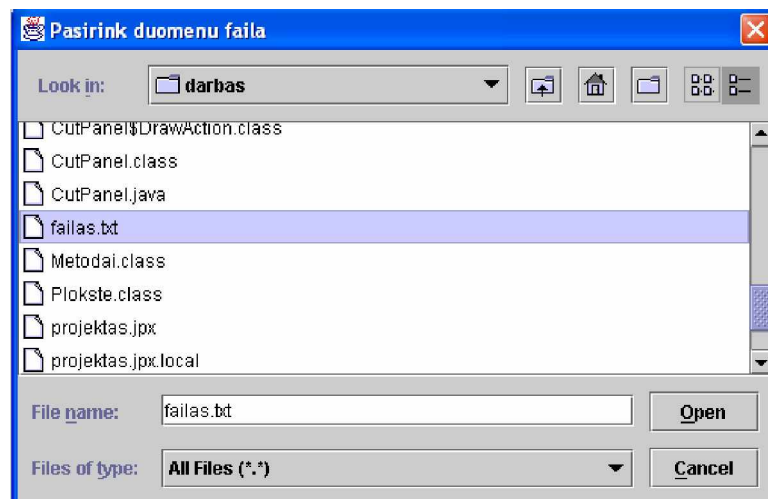 Pasirink duomenu faila
Look in: darbas
CutPanel$DrawAction.class
CutPanel.class
CutPanel.java
failas.txt
Metodai.class
Plokste.class
projektas.jpx
projektas.jpx.local
File name: failas.txt Open
Files of type: All Files (*.*) Cancel